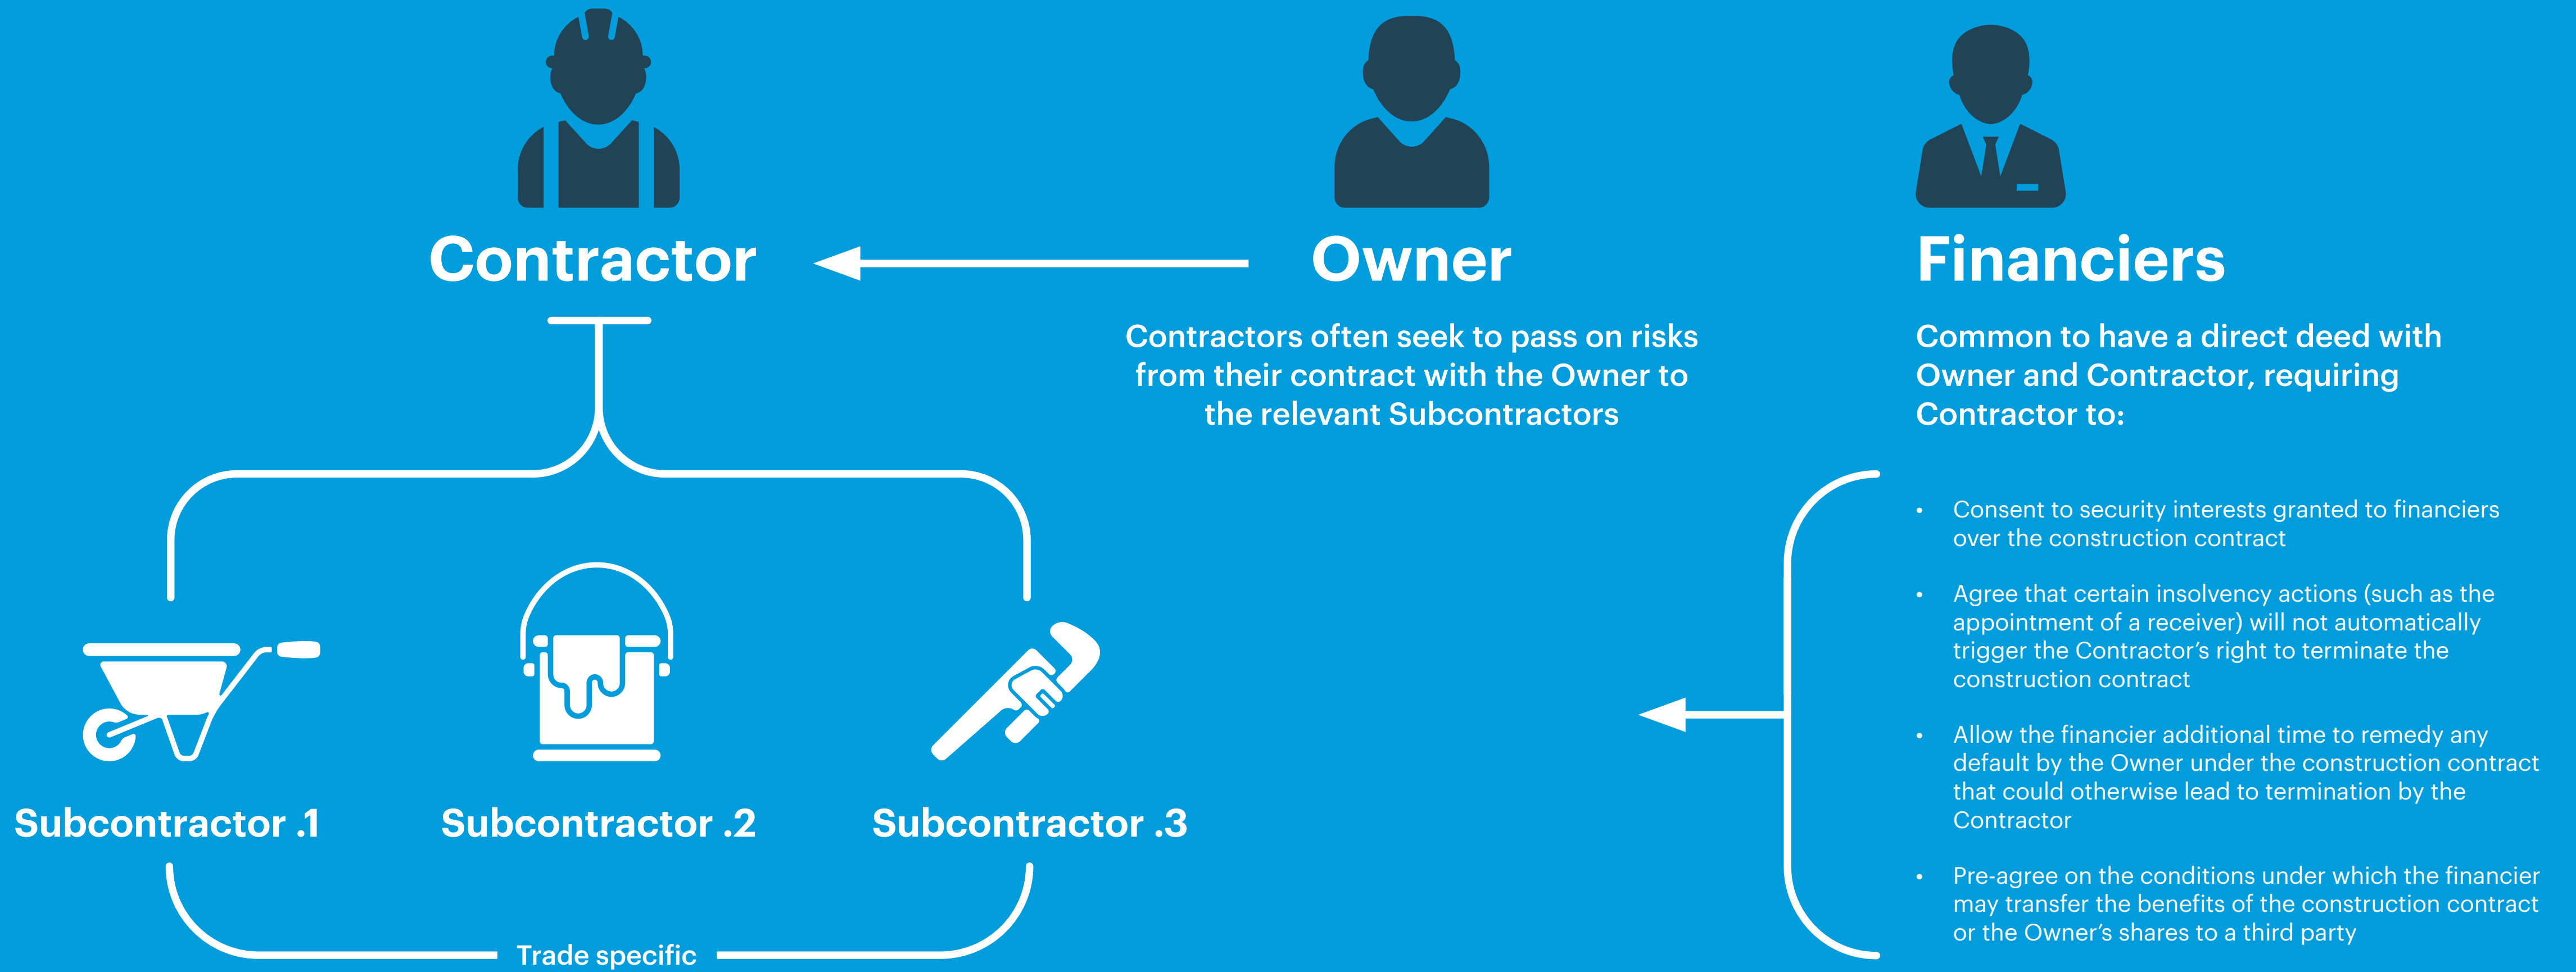 Contractor
Owner
Financiers
Contractors often seek to pass on risks
from their contract with the Owner to
the relevant Subcontractors
Common to have a direct deed with
Owner and Contractor, requiring
Contractor to:
• Consent to security interests granted to financiers
over the construction contract
• Agree that certain insolvency actions (such as the
appointment of a receiver) will not automatically
trigger the Contractor’s right to terminate the
construction contract
• Allow the financier additional time to remedy any
default by the Owner under the construction contract
that could otherwise lead to termination by the
Contractor
• Pre-agree on the conditions under which the financier
may transfer the benefits of the construction contract
or the Owner’s shares to a third party
Subcontractor .1
Subcontractor .2
Subcontractor .3
Trade specific